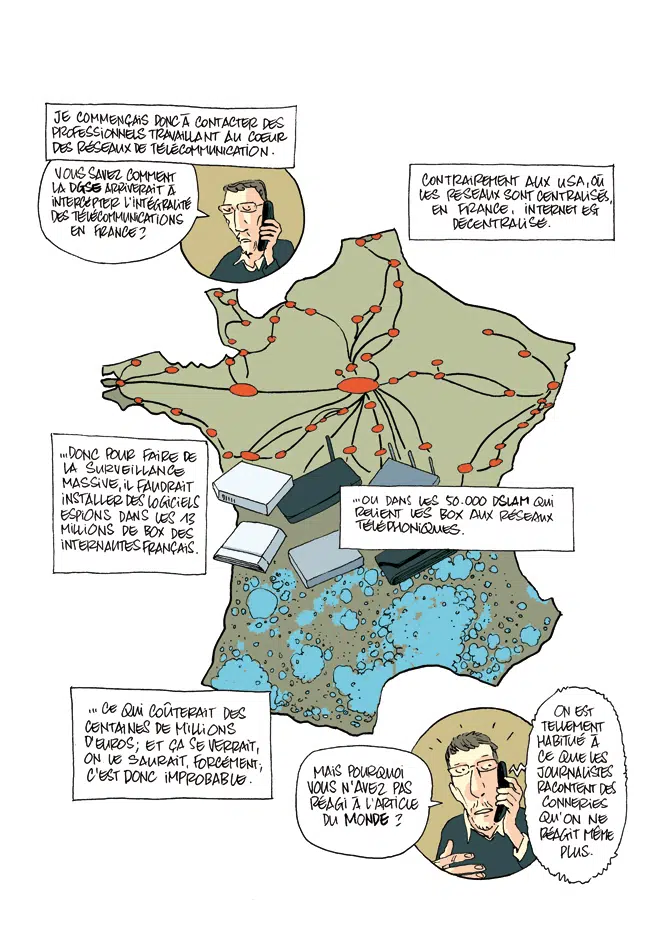 JE COMMENÇAIS DONC À CONTACTER DES
PROFESSIONNELS TRAVAILLANT AU COEUR
DES RÉSEAUX DE TÉLÉCOMMUNICATION.
VOUS SAVEZ COMMENT
LA DGSE ARRIVERAIT À
INTERCEPTER L'INTÉGRALITÉ
DES TÉLÉCOMMUNICATIONS
EN FRANCE ?
CONTRAIREMENT AUX USA, OÙ
LES RESEAUX SONT CENTRALISÉS,
EN FRANCE, INTERNET EST
DÉCENTRALISÉ.
...DONC POUR FAIRE DE
LA SURVEILLANCE
MASSIVE, IL FAUDRAIT
INSTALLER DES LOGICIELS
ESPIONS DANS LES 13
MILLIONS DE BOX DES
INTERNAUTES FRANÇAIS.
...OU DANS LES 50.000 DSLAM QUI
RELIENT LES BOX AUX RÉSEAUX
TÉLÉPHONIQUES.
... CE QUI COÛTERAIT DES
CENTAINES DE MILLIONS
D'EUROS; ET ÇA SE VERRAIT,
ON LE SAURAIT, FORCÉMENT;
C'EST DONC IMPROBABLE.
MAIS POURQUOI
VOUS N'AVEZ PAS
RÉAGI À L'ARTICLE
DU MONDE ?
ON EST
TELLEMENT
HABITUÉ À
CE QUE LES
JOURNALISTES
RACONTENT DES
CONNERIES
QU'ON NE
RÉAGIT MÊME
PLUS.